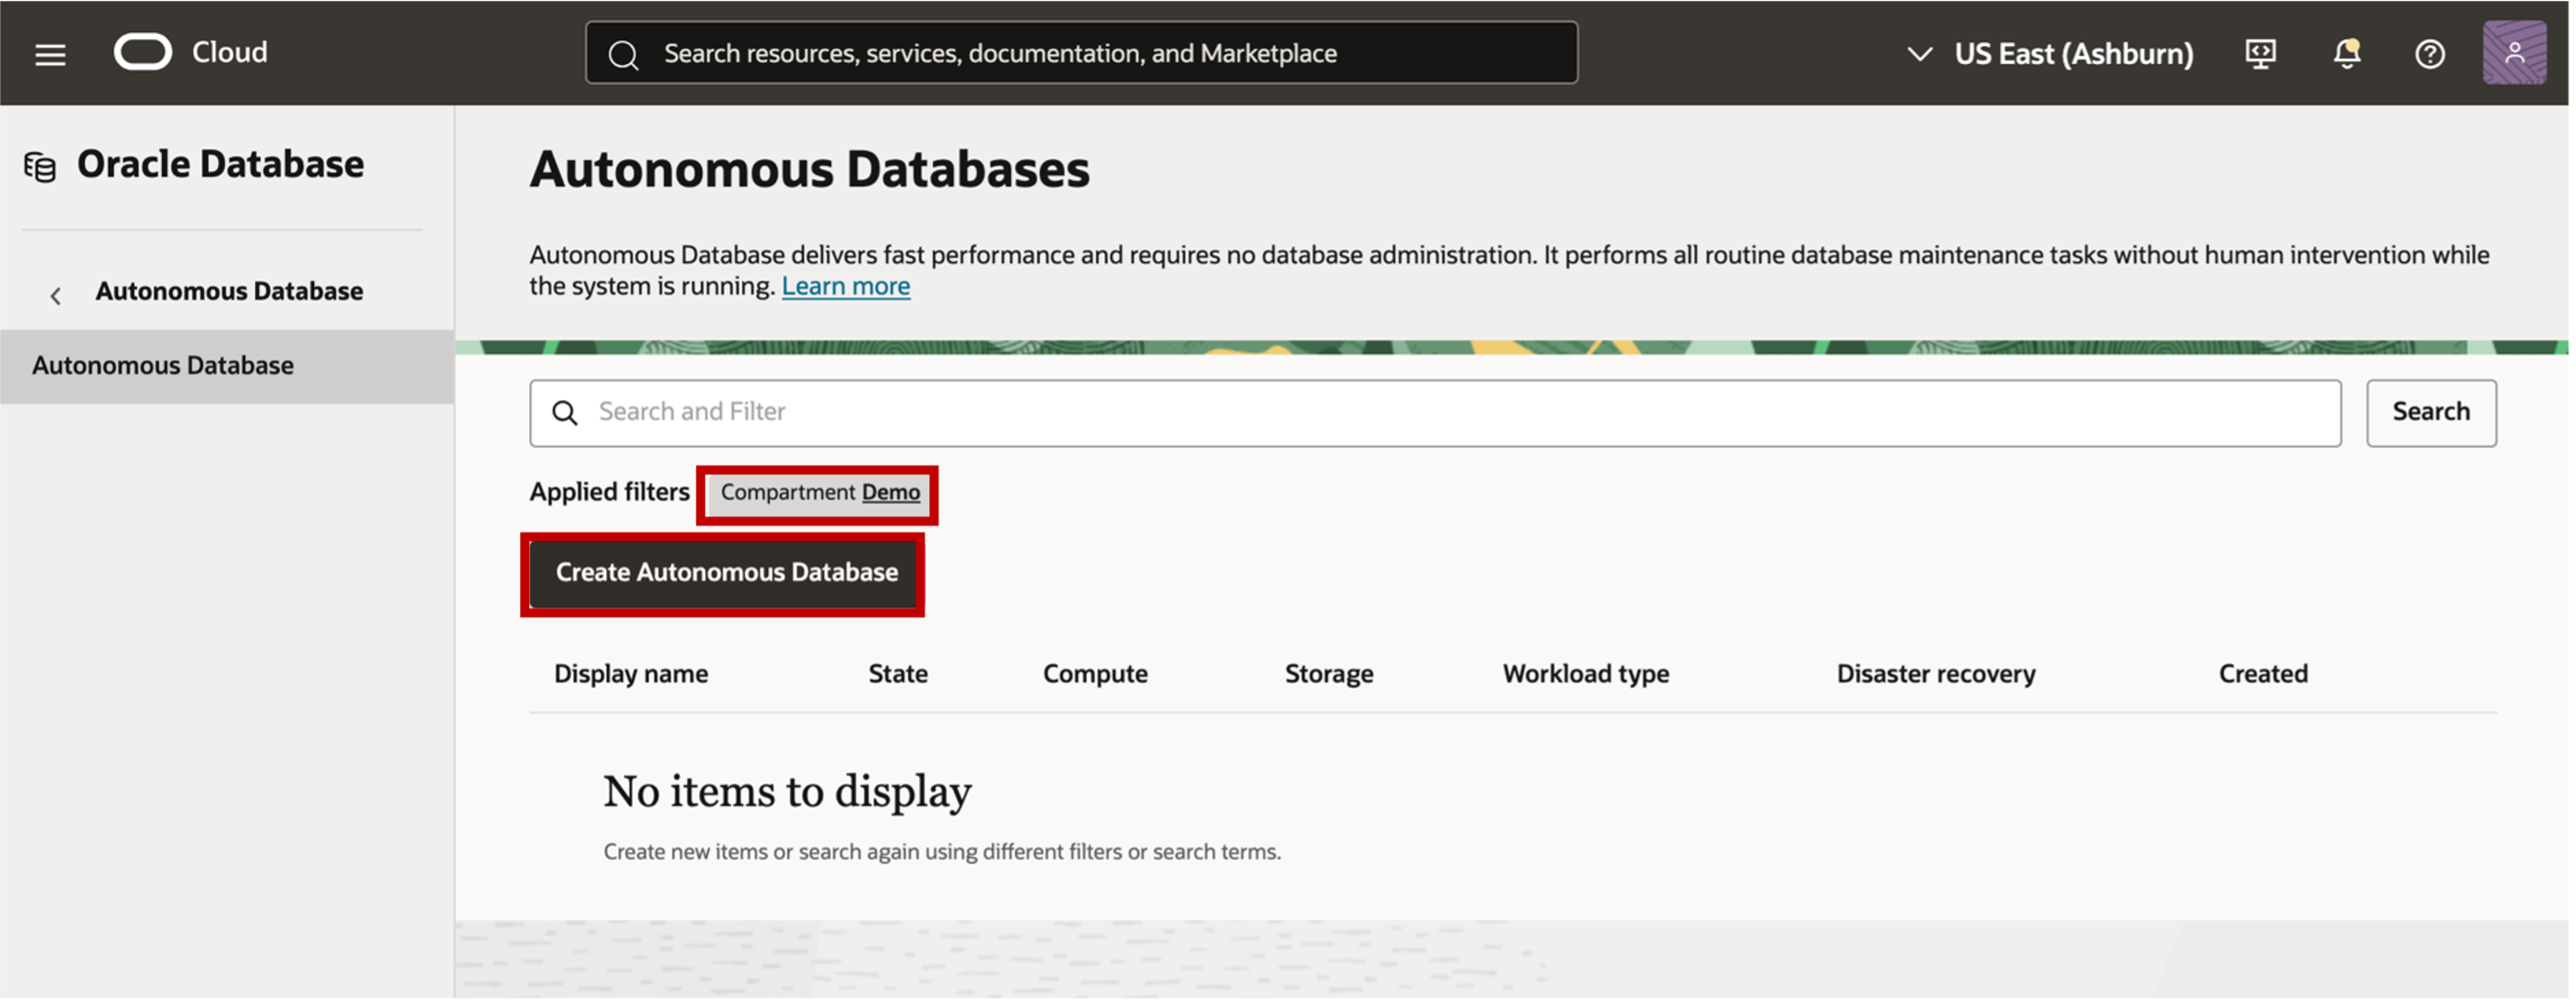 Cloud
Search resources, services, documentation, and Marketplace
US East (Ashburn)
Oracle Database
Autonomous Database
Autonomous Database
Autonomous Databases
Autonomous Database delivers fast performance and requires no database administration. It performs all routine database maintenance tasks without human intervention while
the system is running. Learn more
Search and Filter
Search
Applied filters Compartment Demo
Create Autonomous Database
Display name State Compute Storage Workload type Disaster recovery Created
No items to display
Create new items or search again using different filters or search terms.